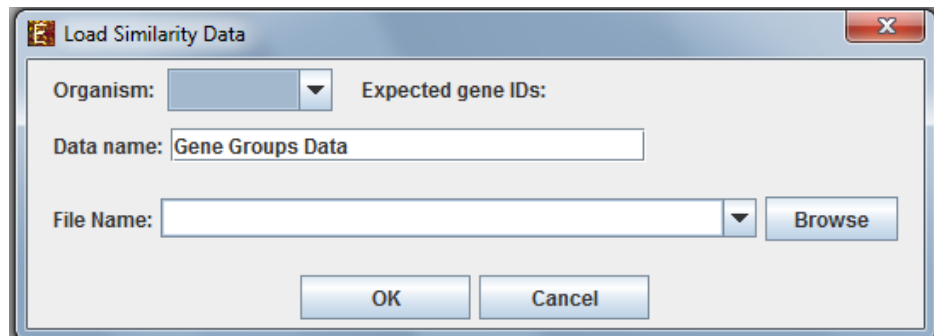 Load Similarity Data
Organism: Expected gene IDs:
Data name: Gene Groups Data
File Name: Browse
OK Cancel